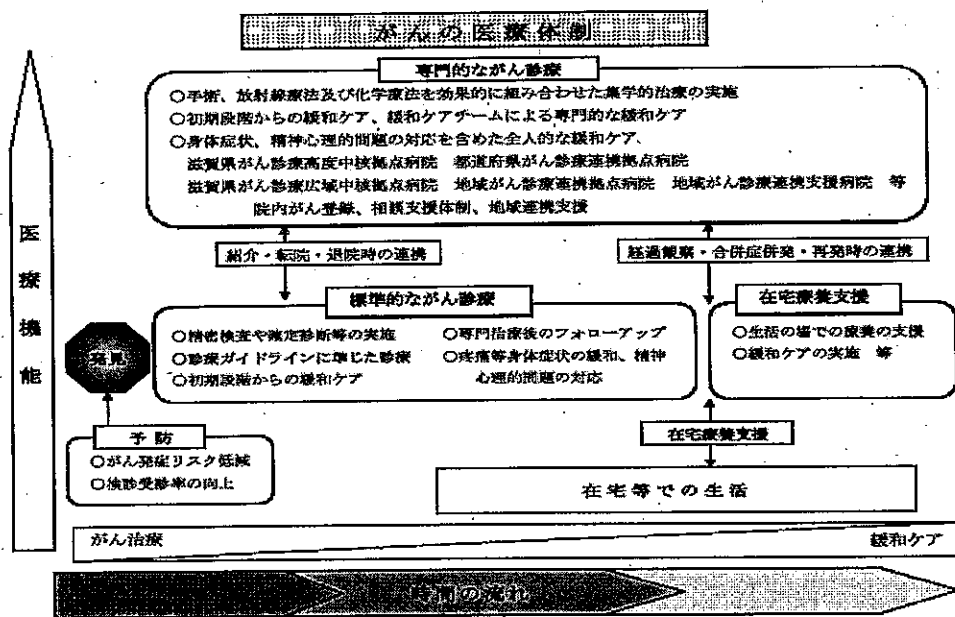 がんの医療体制
専門的ながん診療
○手術、放射線療法及び化学療法を効果的に組み合わせた集学的治療の実施
○初期段階からの緩和ケア、緩和ケアチームによる専門的な緩和ケア
○身体症状、精神心理的問題の対応を含めた全人的な緩和ケア、
滋賀県がん診療高度中核拠点病院　都道府県がん診療連携拠点病院
滋賀県がん診療広域中核拠点病院　地域がん診療連携拠点病院　地域がん診療連携支援病院　等
院内がん登録、相談支援体制、地域連携支援
医療機能
紹介・転院・退院時の連携
経過観察・合併症併発・再発時の連携
標準的ながん診療
○精密検査や確定診断等の実施
○診療ガイドラインに準じた診療
○初期段階からの緩和ケア
○専門治療後のフォローアップ
○疼痛等身体症状の緩和、精神
心理的問題の対応
在宅療養支援
○生活の場での療養の支援
○緩和ケアの実施　等
発見
予防
○がん発症リスク低減
○検診受診率の向上
在宅療養支援
在宅等での生活
がん治療
緩和ケア
時間の流れ